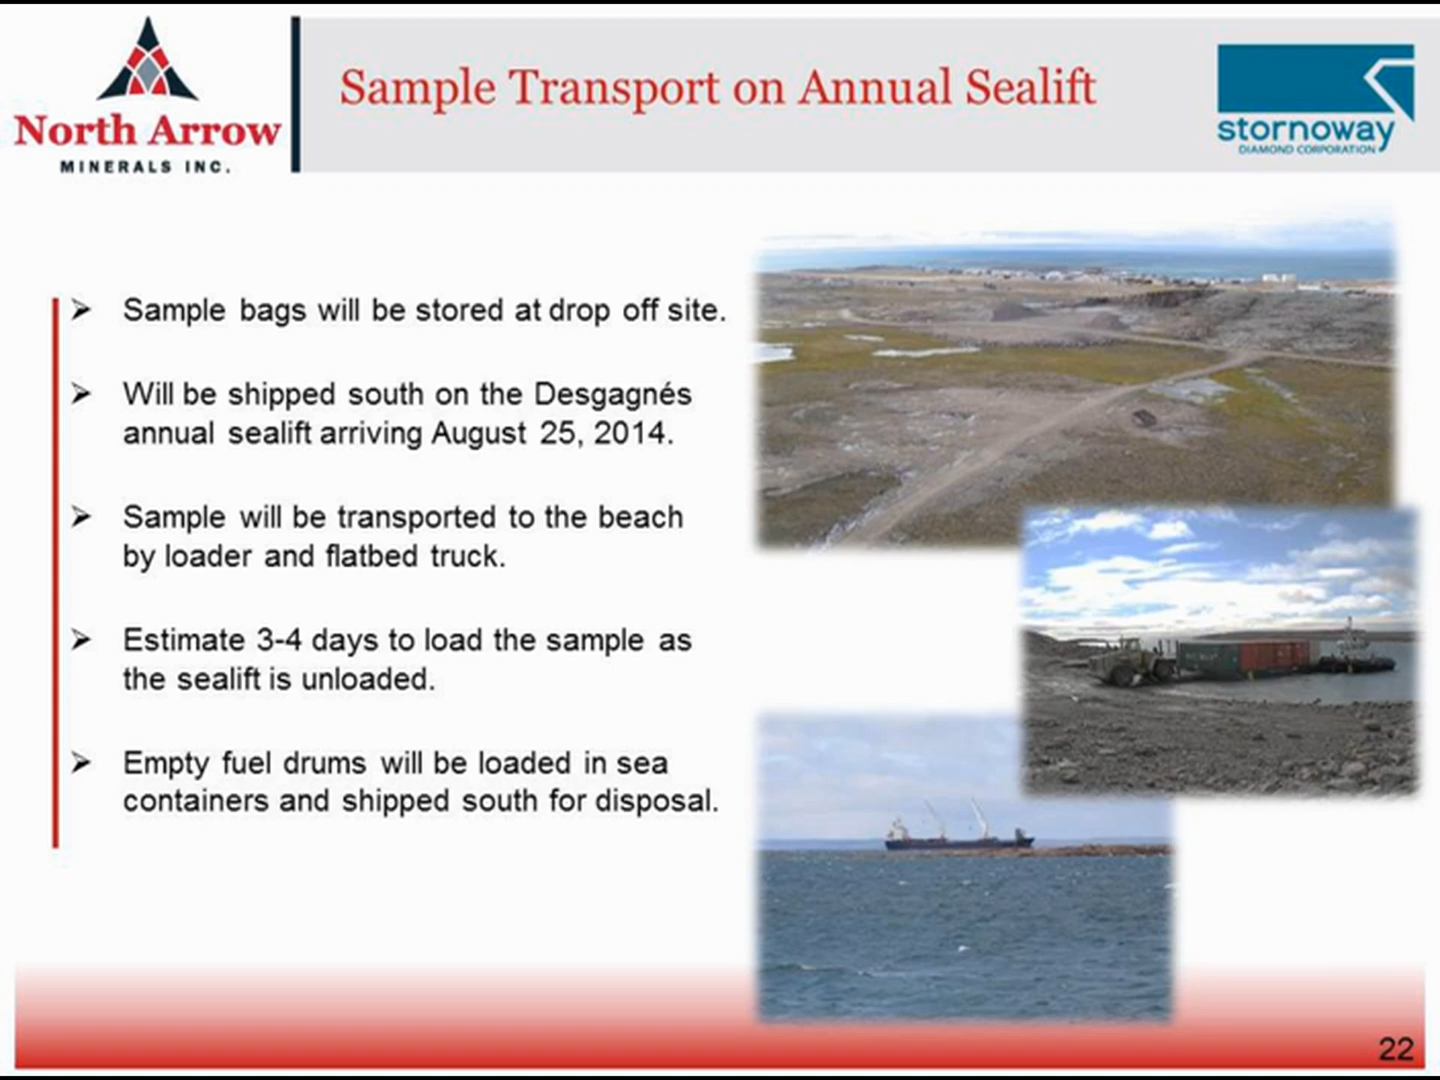 North Arrow
MINERALS INC.
Sample Transport on Annual Sealift
stornoway
DIAMOND CORPORATION
➢ Sample bags will be stored at drop off site.
➢ Will be shipped south on the Desgagnés
annual sealift arriving August 25, 2014.
➢ Sample will be transported to the beach
by loader and flatbed truck.
➢ Estimate 3-4 days to load the sample as
the sealift is unloaded.
➢ Empty fuel drums will be loaded in sea
containers and shipped south for disposal.
22